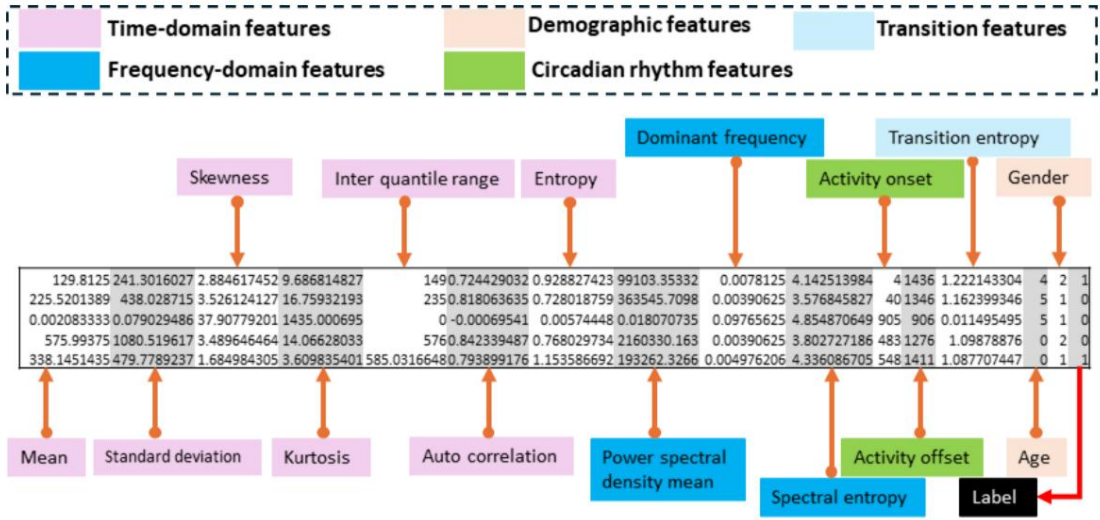 Time-domain features Demographic features Transition features
Frequency-domain features Circadian rhythm features
Dominant frequency Transition entropy
Skewness Inter quantile range Entropy Activity onset Gender
129.8125 241.3016027 2.884617452 9.686814827 149 0.724429032 0.928827423 99103.35332 0.0078125 4.142513984 4 1436 1.222143304 4 2 1
225.5201389 438.028715 3.526124127 16.75932193 235 0.818063635 0.728018759 363545.7098 0.00390625 3.576845827 40 1346 1.162399346 5 1 0
0.002083333 0.079029486 37.90779201 1435.000695 0 -0.00069541 0.00574448 0.018070735 0.09765625 4.854870649 905 906 0.011495495 5 1 0
575.99375 1080.519617 3.489646464 14.06628033 576 0.842339487 0.768029734 2160330.163 0.00390625 3.802727186 483 1276 1.09878876 0 2 0
338.1451435 479.7789237 1.684984305 3.609835401 585.0316648 0.793899176 1.153586692 193262.3266 0.004976206 4.336086705 548 1411 1.087707447 0 1 1
Mean Standard deviation Kurtosis Auto correlation Power spectral density mean Activity offset Age
Spectral entropy Label